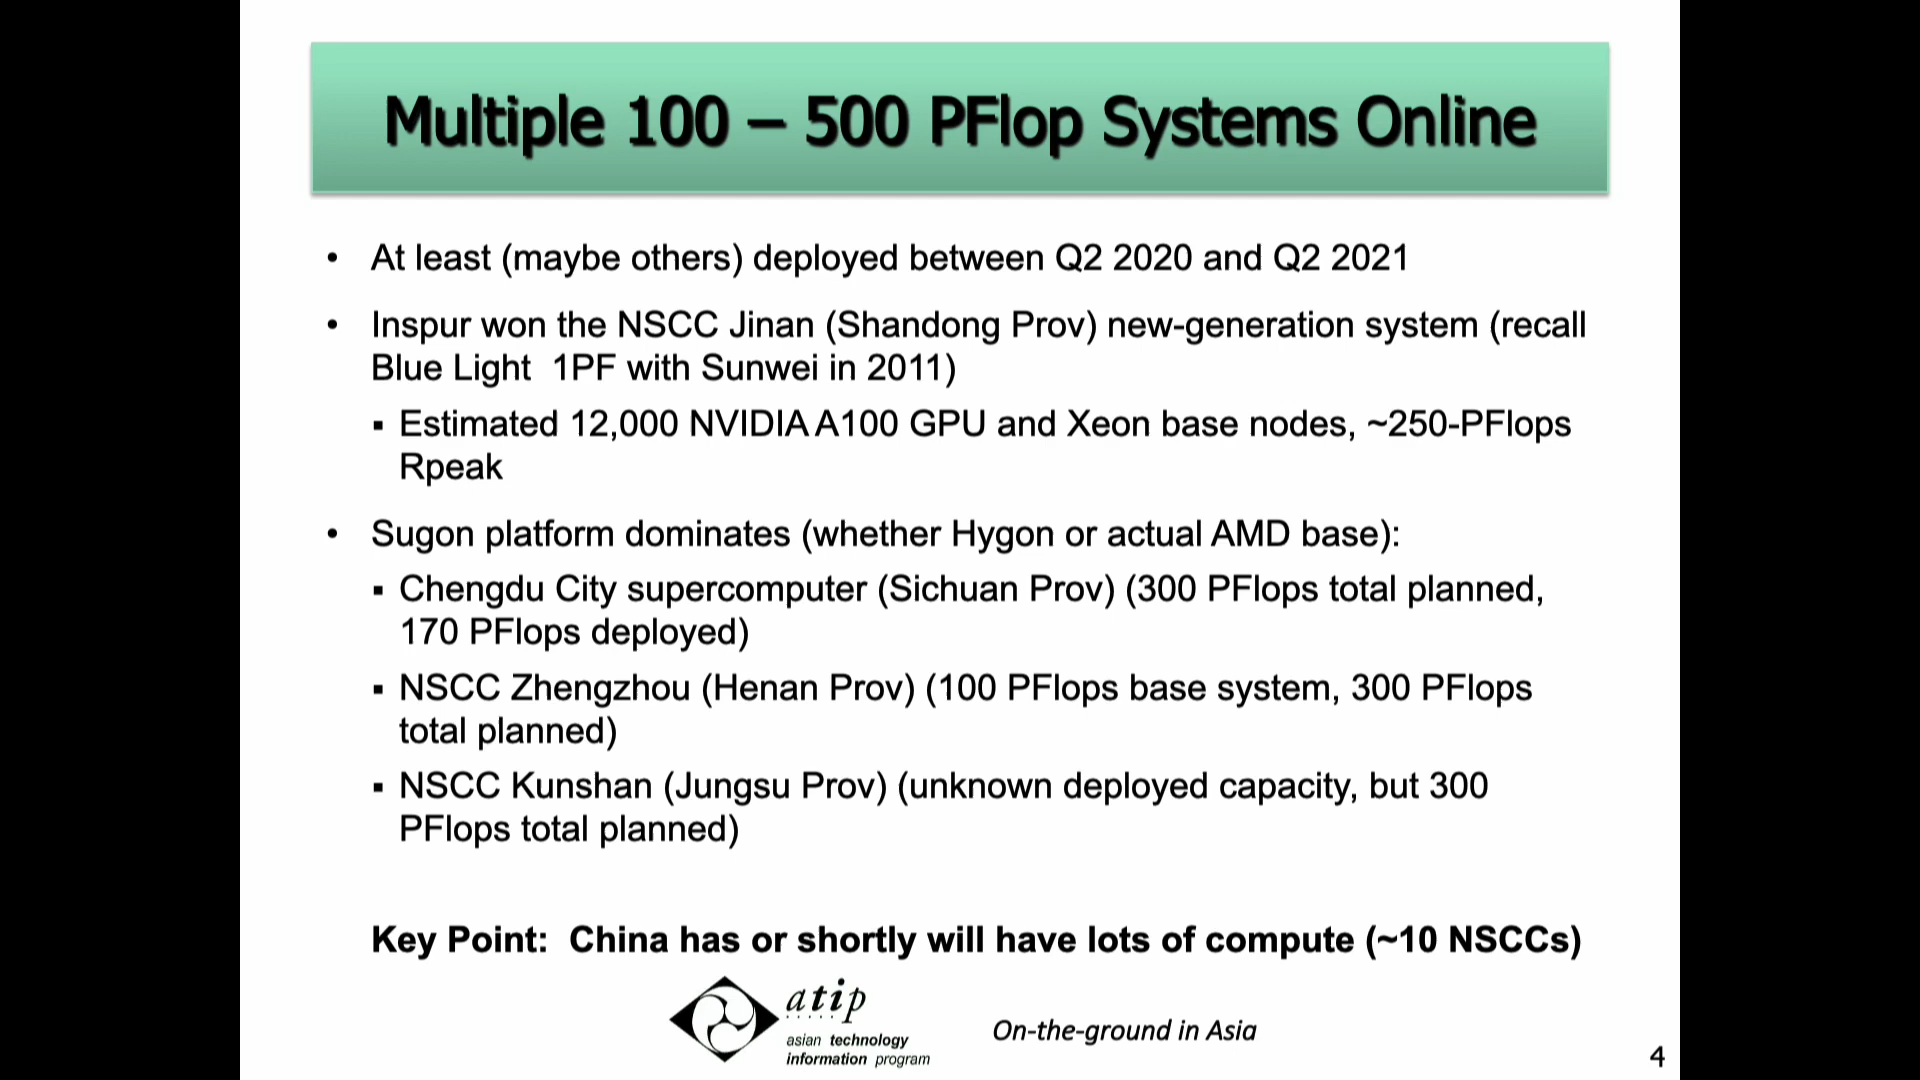 Multiple 100 – 500 PFlop Systems Online
• At least (maybe others) deployed between Q2 2020 and Q2 2021
• Inspur won the NSCC Jinan (Shandong Prov) new-generation system (recall
Blue Light  1PF with Sunwei in 2011)
▪ Estimated 12,000 NVIDIA A100 GPU and Xeon base nodes, ~250-PFlops
Rpeak
• Sugon platform dominates (whether Hygon or actual AMD base):
▪ Chengdu City supercomputer (Sichuan Prov) (300 PFlops total planned,
170 PFlops deployed)
▪ NSCC Zhengzhou (Henan Prov) (100 PFlops base system, 300 PFlops
total planned)
▪ NSCC Kunshan (Jungsu Prov) (unknown deployed capacity, but 300
PFlops total planned)
Key Point:  China has or shortly will have lots of compute (~10 NSCCs)
atip
asian technology
information program
On-the-ground in Asia
4